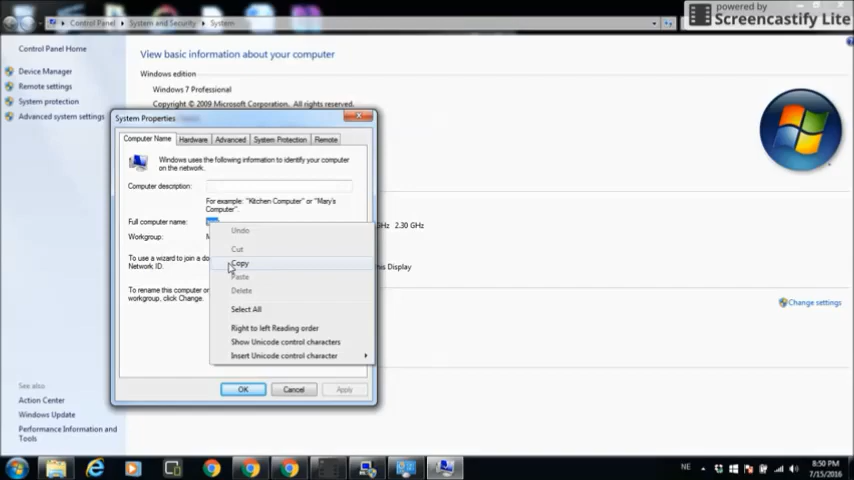 powered by
Screencastify Lite
Control Panel
System and Security
System
Control Panel Home
Device Manager
Remote settings
System protection
Advanced system settings
View basic information about your computer
Windows edition
Windows 7 Professional
Copyright © 2009 Microsoft Corporation. All rights reserved.
System Properties
Computer Name
Hardware
Advanced
System Protection
Remote
Windows uses the following information to identify your computer
on the network.
Computer description:
For example: "Kitchen Computer" or "Mary's
Computer".
Full computer name:
Workgroup:
To use a wizard to join a do
Network ID.
To rename this computer or
workgroup, click Change.
Undo
Cut
Copy
Paste
Delete
Select All
Right to left Reading order
Show Unicode control characters
Insert Unicode control character
OK
Cancel
Apply
GHz 2.30 GHz
his Display
Change settings
See also
Action Center
Windows Update
Performance Information and
Tools
NE
8:50 PM
7/15/2016